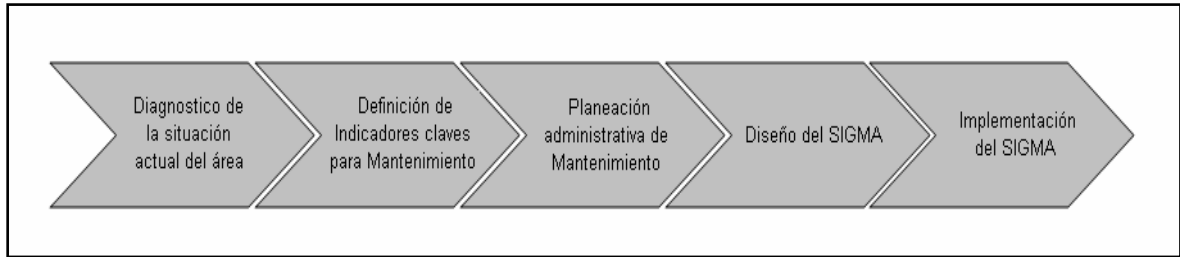 Diagnostico de
la situación
actual del área
Definición de
Indicadores claves
para Mantenimiento
Planeación
administrativa de
Mantenimiento
Diseño del SIGMA
Implementación
del SIGMA